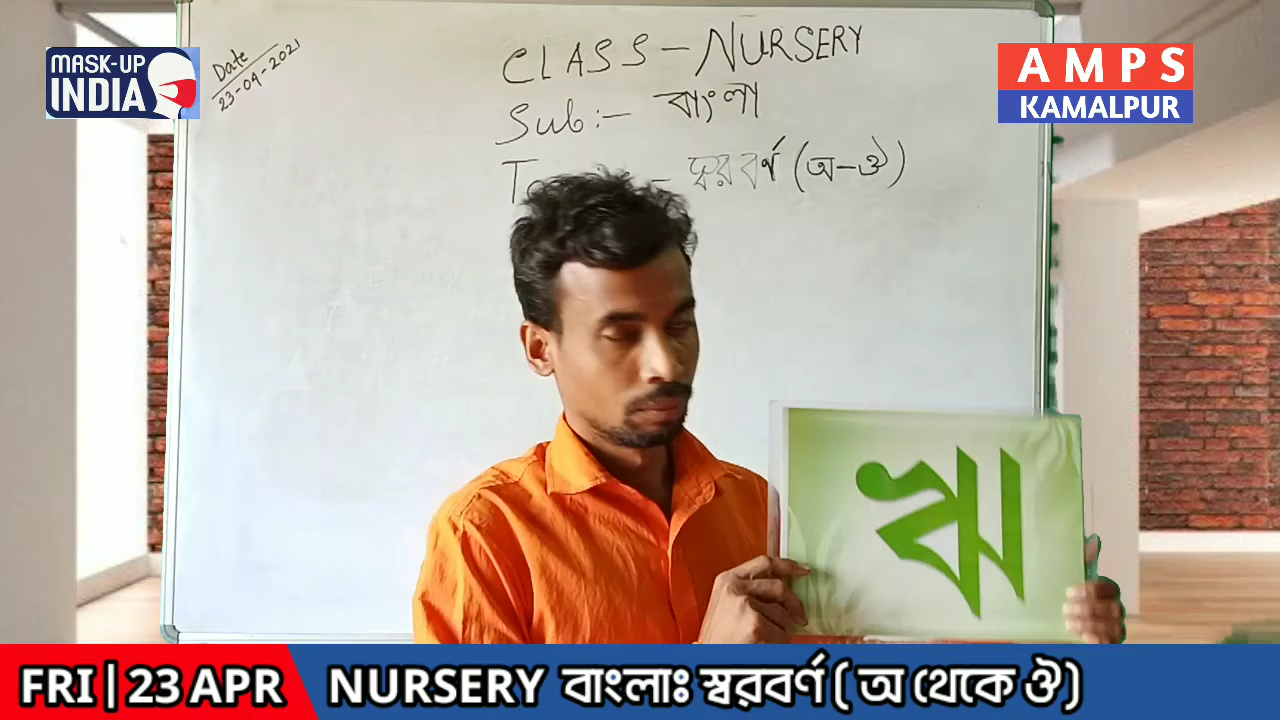 MASK-UP
INDIA
Date
23-04-2021
CLASS - NURSERY
Sub:- বাংলা
- স্বরবর্ণ (অ-ঔ)
AMPS
KAMALPUR
ঋ
FRI | 23 APR
NURSERY বাংলাঃ স্বরবর্ণ ( অ থেকে ঔ)